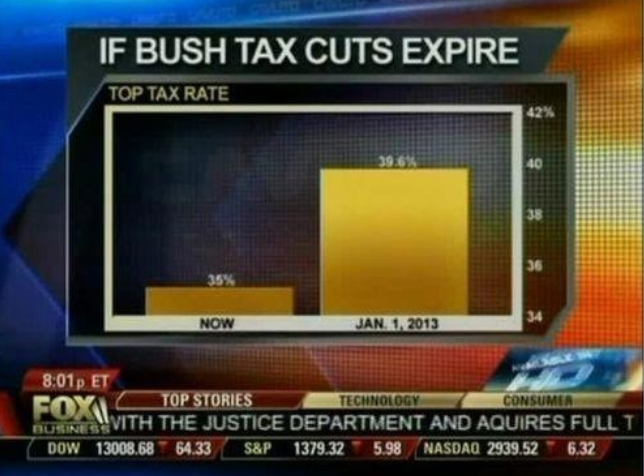 IF BUSH TAX CUTS EXPIRE
TOP TAX RATE
42%
40
38
36
34
35%
39.6%
NOW
JAN. 1, 2013
8:01p ET
TOP STORIES TECHNOLOGY CONSUMER
FOX
BUSINESS
WITH THE JUSTICE DEPARTMENT AND AQUIRES FULL T
DOW 13008.68 64.33 S&P 1379.32 5.98 NASDAQ 2939.52 6.32
AVAILABLE IN
HD